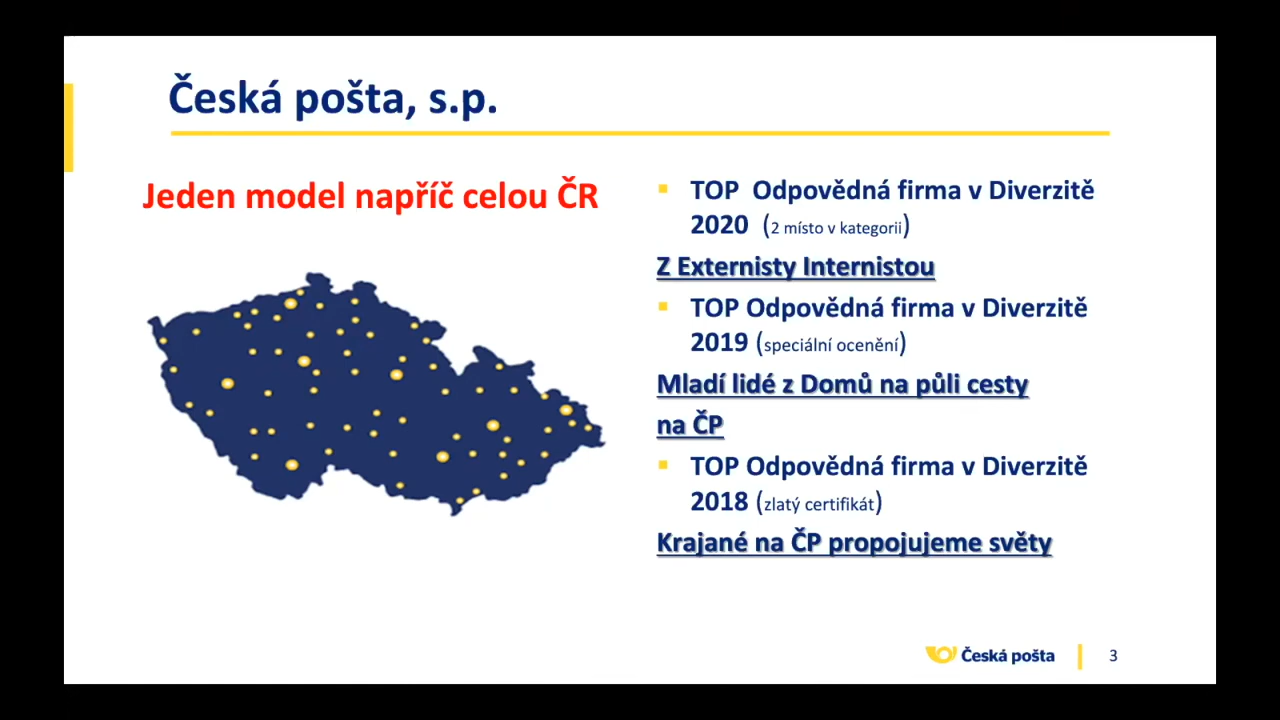 Česká pošta, s.p.
Jeden model napříč celou ČR
TOP Odpovědná firma v Diverzitě
2020 (2 místo v kategorii)
Z Externisty Internistou
TOP Odpovědná firma v Diverzitě
2019 (speciální ocenění)
Mladí lidé z Domů na půli cesty
na ČP
TOP Odpovědná firma v Diverzitě
2018 (zlatý certifikát)
Krajané na ČP propojujeme světy
Česká pošta
3